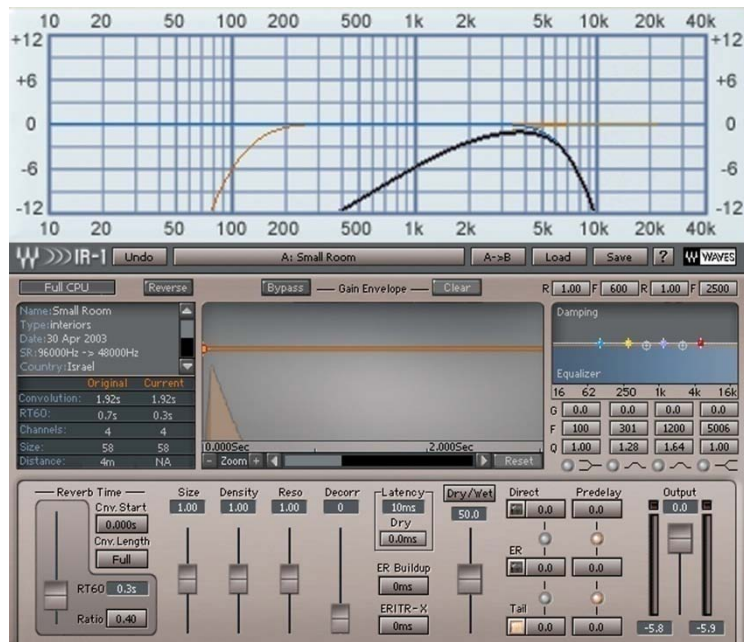 10 20 50 100 200 500 1k 2k 5k 10k 20k 40k
+12 +12
+6 +6
0 0
-6 -6
-12 -12
10 20 50 100 200 500 1k 2k 5k 10k 20k 40k
IR-1 Undo A: Small Room A->B Load Save ? WAVES
Full CPU Reverse Bypass Gain Envelope Clear R 1.00 F 600 R 1.00 F 2500
Name:Small Room
Type:interiors
Date:30 Apr 2003
SR:96000Hz -> 48000Hz
Country:Israel
Damping
Equalizer
Original Current
Convolution: 1.92s 1.92s
RT60: 0.7s 0.3s
Channels: 4 4
Size: 58 58
Distance: 4m NA
0.000Sec 2.000Sec
- Zoom + Reset
16 62 250 1k 4k 16k
G 0.0 0.0 0.0 0.0
F 100 301 1200 5006
Q 1.00 1.28 1.64 1.00
Reverb Time
Cnv. Start
0.000s
Cnv. Length
Full
RT60 0.3s
Ratio 0.40
Size Density Reso Decorr
1.00 1.00 1.00 0
Latency
10ms
Dry
0.0ms
ER Buildup
0ms
ERITR-X
0ms
Dry/Wet
50.0
Direct Predelay
0.0 0.0
ER
0.0 0.0
Tail
0.0 0.0
Output
0.0
-5.8 -5.9